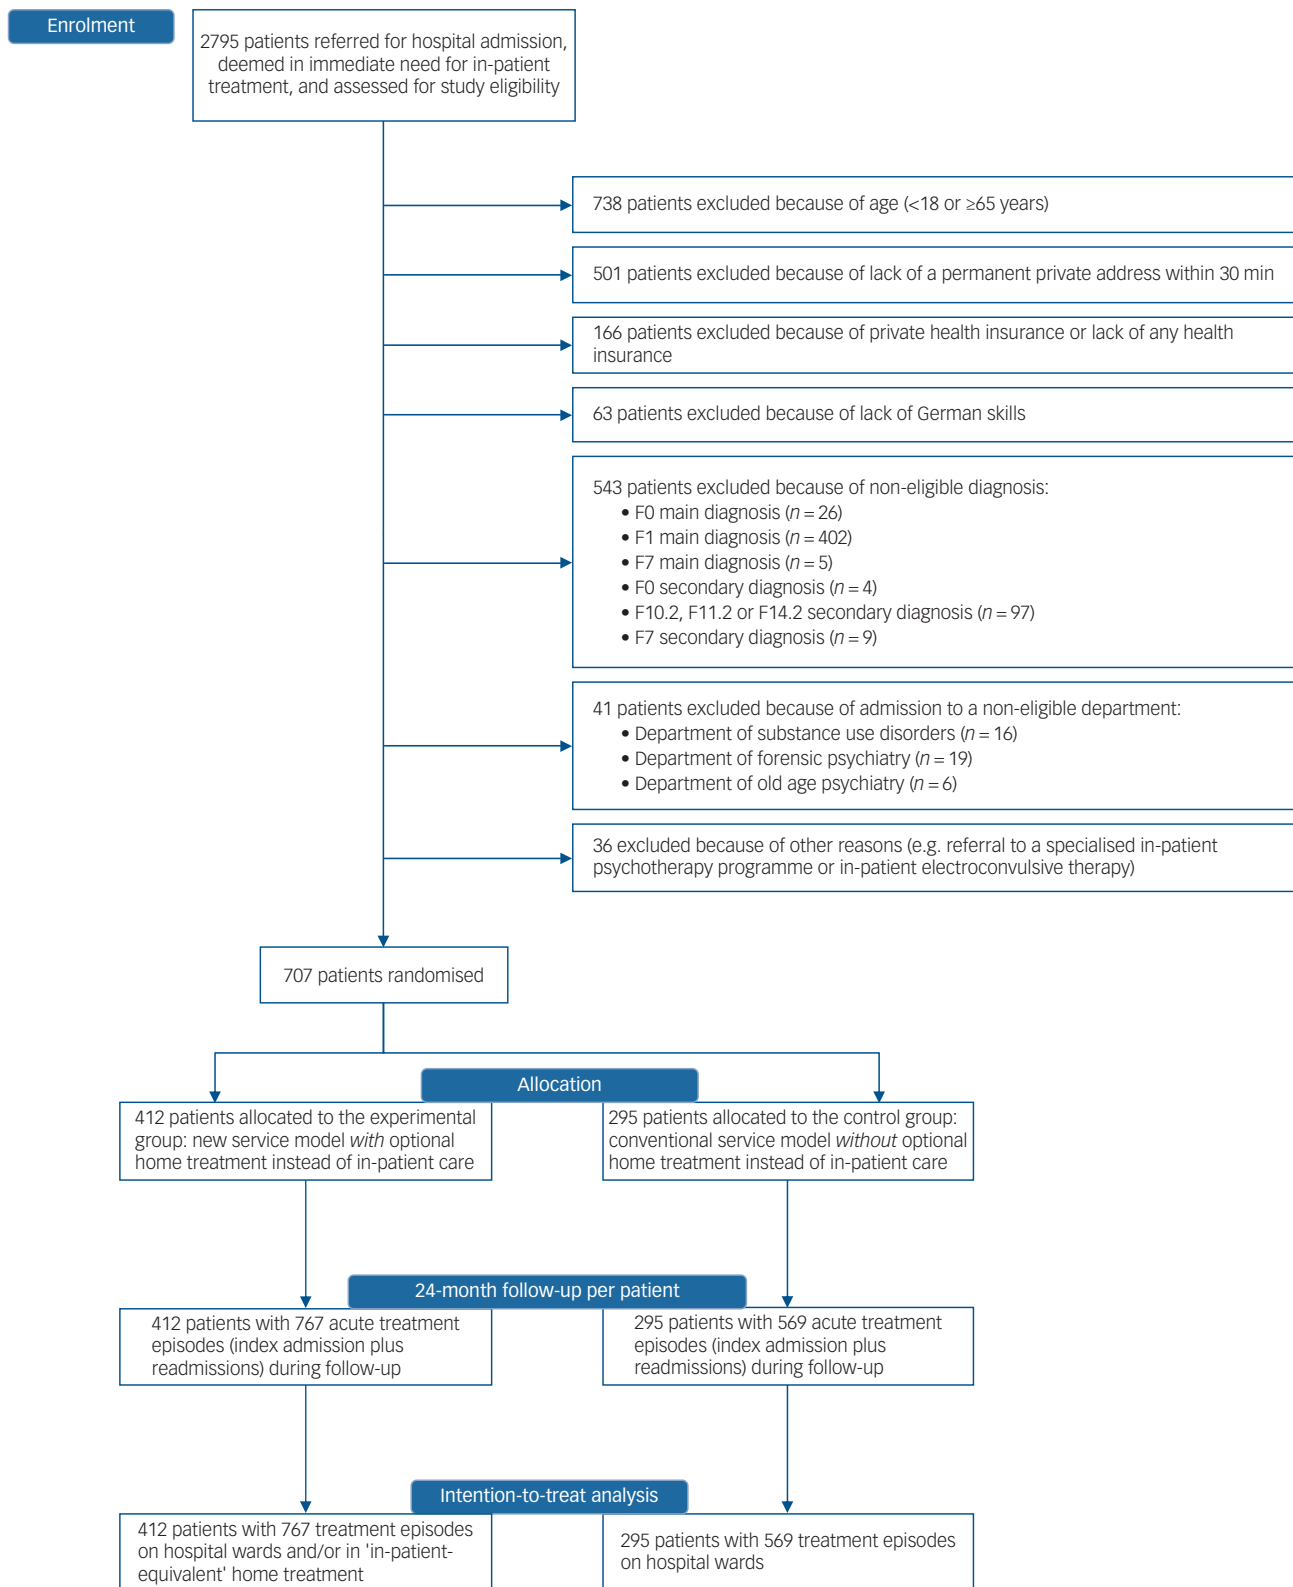 Enrolment
2795 patients referred for hospital admission,
deemed in immediate need for in-patient
treatment, and assessed for study eligibility
738 patients excluded because of age (<18 or ≥65 years)
501 patients excluded because of lack of a permanent private address within 30 min
166 patients excluded because of private health insurance or lack of any health
insurance
63 patients excluded because of lack of German skills
543 patients excluded because of non-eligible diagnosis:
• F0 main diagnosis (n = 26)
• F1 main diagnosis (n = 402)
• F7 main diagnosis (n = 5)
• F0 secondary diagnosis (n = 4)
• F10.2, F11.2 or F14.2 secondary diagnosis (n = 97)
• F7 secondary diagnosis (n = 9)
41 patients excluded because of admission to a non-eligible department:
• Department of substance use disorders (n = 16)
• Department of forensic psychiatry (n = 19)
• Department of old age psychiatry (n = 6)
36 excluded because of other reasons (e.g. referral to a specialised in-patient
psychotherapy programme or in-patient electroconvulsive therapy)
707 patients randomised
Allocation
412 patients allocated to the experimental
group: new service model with optional
home treatment instead of in-patient care
295 patients allocated to the control group:
conventional service model without optional
home treatment instead of in-patient care
24-month follow-up per patient
412 patients with 767 acute treatment
episodes (index admission plus
readmissions) during follow-up
295 patients with 569 acute treatment
episodes (index admission plus
readmissions) during follow-up
Intention-to-treat analysis
412 patients with 767 treatment episodes
on hospital wards and/or in 'in-patient-
equivalent' home treatment
295 patients with 569 treatment episodes
on hospital wards